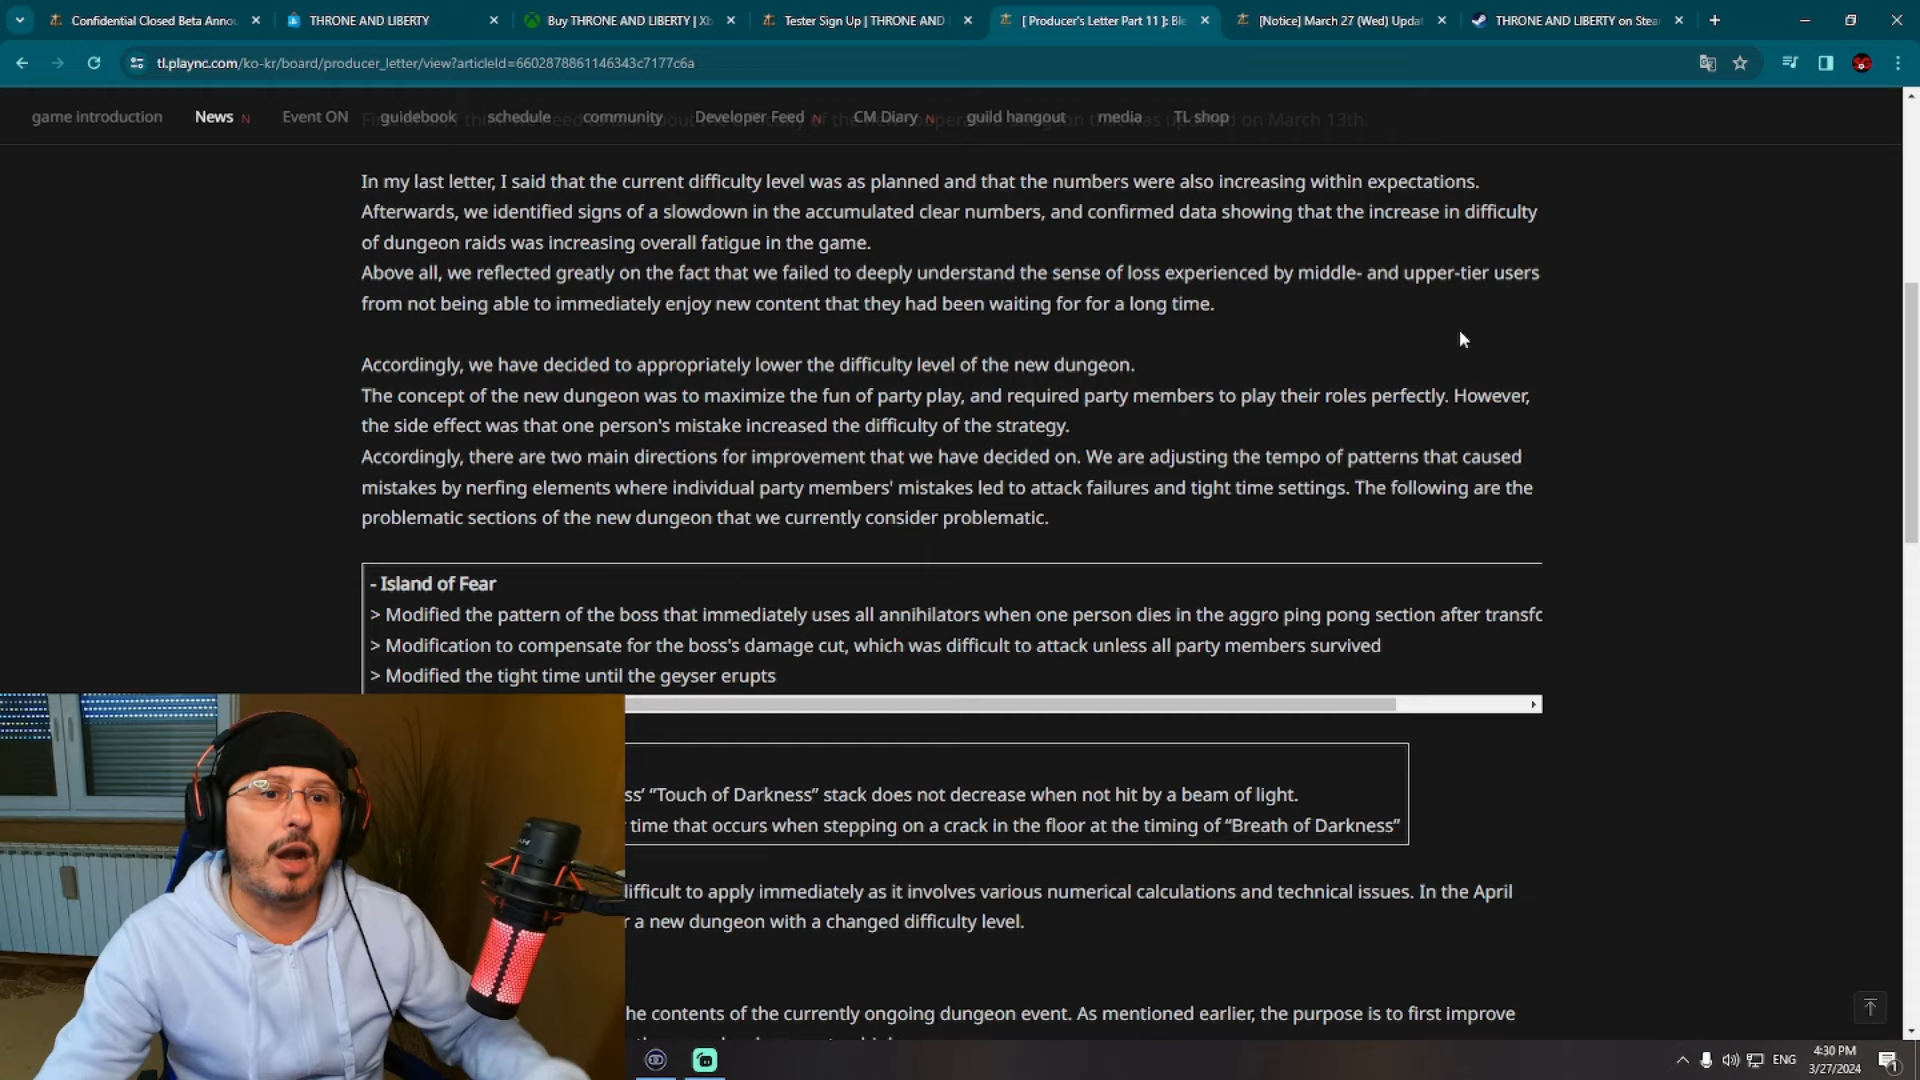 Confidential Closed Beta Annou
THRONE AND LIBERTY
Buy THRONE AND LIBERTY | Xb
Tester Sign Up | THRONE AND
[ Producer's Letter Part 11 ]: Ble
[Notice] March 27 (Wed) Updat
THRONE AND LIBERTY on Stea
tl.plaync.com/ko-kr/board/producer_letter/view?articleId=6602878861146343c7177c6a
game introduction
News N
Event ON
guidebook
schedule
community
Developer Feed N
CM Diary N
guild hangout
media
TL shop
on March 13th.
In my last letter, I said that the current difficulty level was as planned and that the numbers were also increasing within expectations.
Afterwards, we identified signs of a slowdown in the accumulated clear numbers, and confirmed data showing that the increase in difficulty
of dungeon raids was increasing overall fatigue in the game.
Above all, we reflected greatly on the fact that we failed to deeply understand the sense of loss experienced by middle- and upper-tier users
from not being able to immediately enjoy new content that they had been waiting for for a long time.
Accordingly, we have decided to appropriately lower the difficulty level of the new dungeon.
The concept of the new dungeon was to maximize the fun of party play, and required party members to play their roles perfectly. However,
the side effect was that one person's mistake increased the difficulty of the strategy.
Accordingly, there are two main directions for improvement that we have decided on. We are adjusting the tempo of patterns that caused
mistakes by nerfing elements where individual party members' mistakes led to attack failures and tight time settings. The following are the
problematic sections of the new dungeon that we currently consider problematic.
- Island of Fear
> Modified the pattern of the boss that immediately uses all annihilators when one person dies in the aggro ping pong section after transfo
> Modification to compensate for the boss's damage cut, which was difficult to attack unless all party members survived
> Modified the tight time until the geyser erupts
ss' “Touch of Darkness” stack does not decrease when not hit by a beam of light.
time that occurs when stepping on a crack in the floor at the timing of “Breath of Darkness”
ifficult to apply immediately as it involves various numerical calculations and technical issues. In the April
a new dungeon with a changed difficulty level.
he contents of the currently ongoing dungeon event. As mentioned earlier, the purpose is to first improve
ENG
4:30 PM
3/27/2024
1